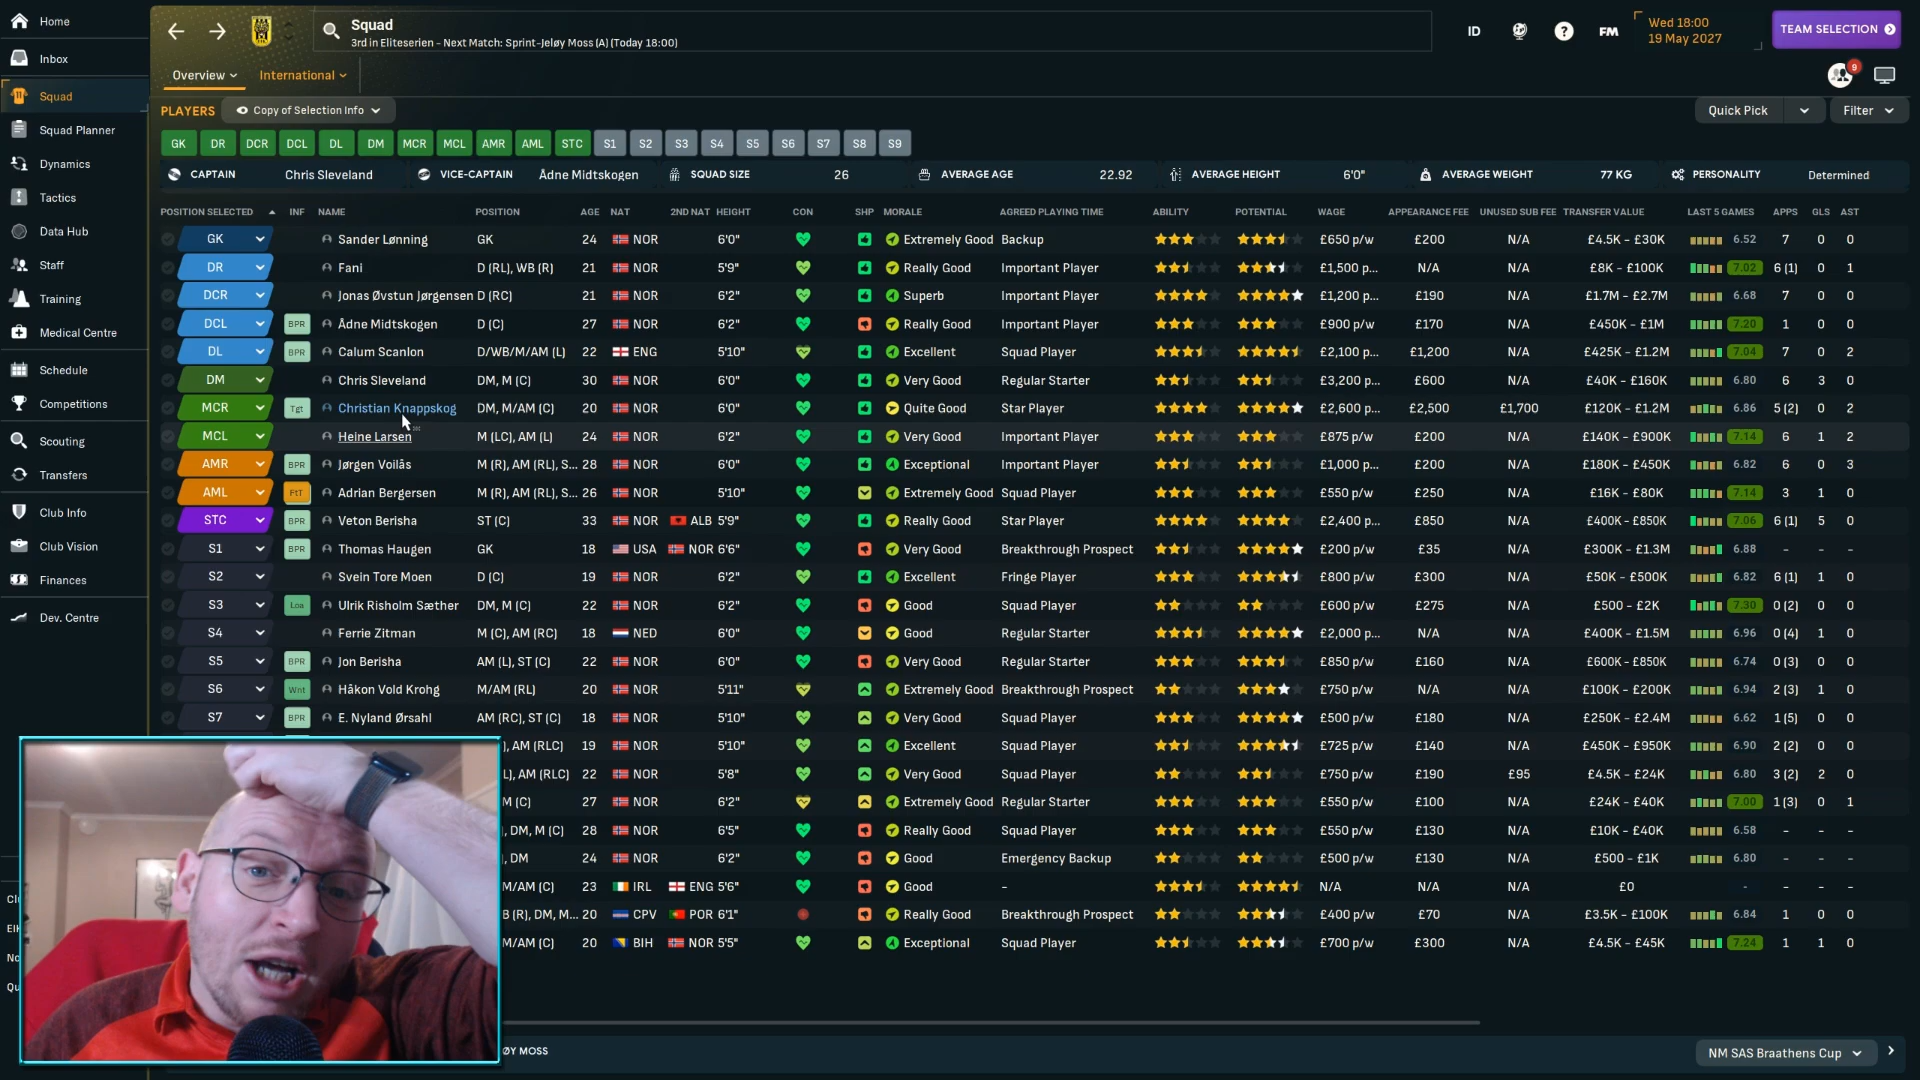 Home
Inbox
Squad
Squad Planner
Dynamics
Tactics
Data Hub
Staff
Training
Medical Centre
Schedule
Competitions
Scouting
Transfers
Club Info
Club Vision
Finances
Dev. Centre
Squad
3rd in Eliteserien - Next Match: Sprint-Jeløy Moss (A) (Today 18:00)
ID
?
FM
Wed 18:00
19 May 2027
TEAM SELECTION
Overview
International
9
PLAYERS
Copy of Selection Info
Quick Pick
Filter
GK DR DCR DCL DL DM MCR MCL AMR AML STC S1 S2 S3 S4 S5 S6 S7 S8 S9
CAPTAIN Chris Sleveland VICE-CAPTAIN Ådne Midtskogen SQUAD SIZE 26 AVERAGE AGE 22.92 AVERAGE HEIGHT 6'0" AVERAGE WEIGHT 77 KG PERSONALITY Determined
POSITION SELECTED INF NAME POSITION AGE NAT 2ND NAT HEIGHT CON SHP MORALE AGREED PLAYING TIME ABILITY POTENTIAL WAGE APPEARANCE FEE UNUSED SUB FEE TRANSFER VALUE LAST 5 GAMES APPS GLS AST
GK Sander Lønning GK 24 NOR 6'0" Extremely Good Backup £650 p/w £200 N/A £4.5K - £30K 6.52 7 0 0
DR Fani D (RL), WB (R) 21 NOR 5'9" Really Good Important Player £1,500 p... N/A N/A £8K - £100K 7.02 6 (1) 0 1
DCR Jonas Øvstun Jørgensen D (RC) 21 NOR 6'2" Superb Important Player £1,200 p... £190 N/A £1.7M - £2.7M 6.68 7 0 0
DCL BPR Ådne Midtskogen D (C) 27 NOR 6'2" Really Good Important Player £900 p/w £170 N/A £450K - £1M 7.20 1 0 0
DL BPR Calum Scanlon D/WB/M/AM (L) 22 ENG 5'10" Excellent Squad Player £2,100 p... £1,200 N/A £425K - £1.2M 7.04 7 0 2
DM Chris Sleveland DM, M (C) 30 NOR 6'0" Very Good Regular Starter £3,200 p... £600 N/A £40K - £160K 6.80 6 3 0
MCR Tgt Christian Knappskog DM, M/AM (C) 20 NOR 6'0" Quite Good Star Player £2,600 p... £2,500 £1,700 £120K - £1.2M 6.86 5 (2) 0 2
MCL Heine Larsen M (LC), AM (L) 24 NOR 6'2" Very Good Important Player £875 p/w £200 N/A £140K - £900K 7.14 6 1 2
AMR BPR Jørgen Voilås M (R), AM (RL), S... 28 NOR 6'0" Exceptional Important Player £1,000 p... £200 N/A £180K - £450K 6.82 6 0 3
AML FtT Adrian Bergersen M (R), AM (RL), S... 26 NOR 5'10" Extremely Good Squad Player £550 p/w £250 N/A £16K - £80K 7.14 3 1 0
STC BPR Veton Berisha ST (C) 33 NOR ALB 5'9" Really Good Star Player £2,400 p... £850 N/A £400K - £850K 7.06 6 (1) 5 0
S1 BPR Thomas Haugen GK 18 USA NOR 6'6" Very Good Breakthrough Prospect £200 p/w £35 N/A £300K - £1.3M 6.88 - - -
S2 Svein Tore Moen D (C) 19 NOR 6'2" Excellent Fringe Player £800 p/w £300 N/A £50K - £500K 6.82 6 (1) 1 0
S3 Loa Ulrik Risholm Sæther DM, M (C) 22 NOR 6'2" Good Squad Player £600 p/w £275 N/A £500 - £2K 7.30 0 (2) 0 0
S4 Ferrie Zitman M (C), AM (RC) 18 NED 6'0" Good Regular Starter £2,000 p... N/A N/A £400K - £1.5M 6.96 0 (4) 1 0
S5 BPR Jon Berisha AM (L), ST (C) 22 NOR 6'0" Very Good Regular Starter £850 p/w £160 N/A £600K - £850K 6.74 0 (3) 0 0
S6 Wnt Håkon Vold Krohg M/AM (RL) 20 NOR 5'11" Extremely Good Breakthrough Prospect £750 p/w N/A N/A £100K - £200K 6.94 2 (3) 1 0
S7 BPR E. Nyland Ørsahl AM (RC), ST (C) 18 NOR 5'10" Very Good Squad Player £500 p/w £180 N/A £250K - £2.4M 6.62 1 (5) 0 0
), AM (RLC) 19 NOR 5'10" Excellent Squad Player £725 p/w £140 N/A £450K - £950K 6.90 2 (2) 0 0
L), AM (RLC) 22 NOR 5'8" Very Good Squad Player £750 p/w £190 £95 £4.5K - £24K 6.80 3 (2) 2 0
M (C) 27 NOR 6'2" Extremely Good Regular Starter £550 p/w £100 N/A £24K - £40K 7.00 1 (3) 0 1
, DM, M (C) 28 NOR 6'5" Really Good Squad Player £550 p/w £130 N/A £10K - £40K 6.58 - - -
, DM 24 NOR 6'2" Good Emergency Backup £500 p/w £130 N/A £500 - £1K 6.80 - - -
M/AM (C) 23 IRL ENG 5'6" Good - N/A N/A N/A £0 - - - -
B (R), DM, M... 20 CPV POR 6'1" Really Good Breakthrough Prospect £400 p/w £70 N/A £3.5K - £100K 6.84 1 0 0
M/AM (C) 20 BIH NOR 5'5" Exceptional Squad Player £700 p/w £300 N/A £4.5K - £45K 7.24 1 1 0
ØY MOSS
NM SAS Braathens Cup